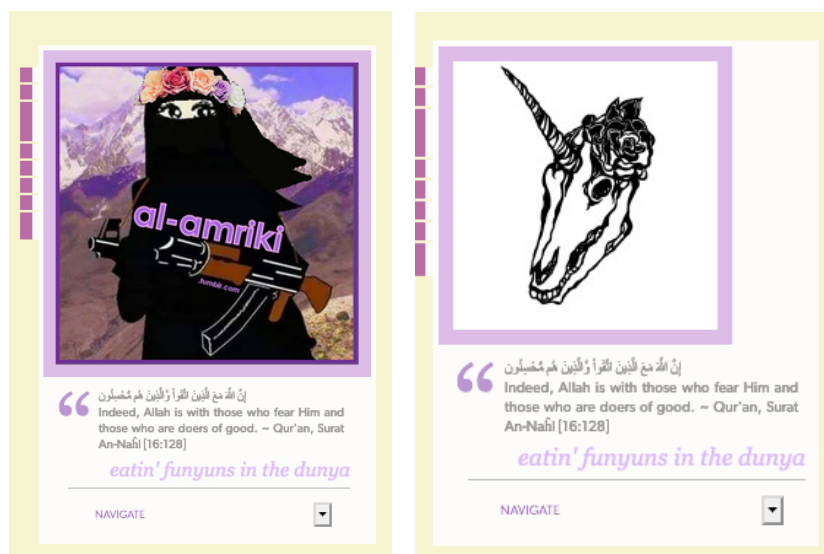 al-amriki
.tumblr.com
إِنَّ اللّهَ مَعَ الَّذِينَ اتَّقَواْ وَّالَّذِينَ هُم مُّحْسِنُونَ
Indeed, Allah is with those who fear Him and
those who are doers of good. ~ Qur'an, Surat
An-Naĥl [16:128]
eatin' funyuns in the dunya
NAVIGATE
إِنَّ اللّهَ مَعَ الَّذِينَ اتَّقَواْ وَّالَّذِينَ هُم مُّحْسِنُونَ
Indeed, Allah is with those who fear Him and
those who are doers of good. ~ Qur'an, Surat
An-Naĥl [16:128]
eatin' funyuns in the dunya
NAVIGATE